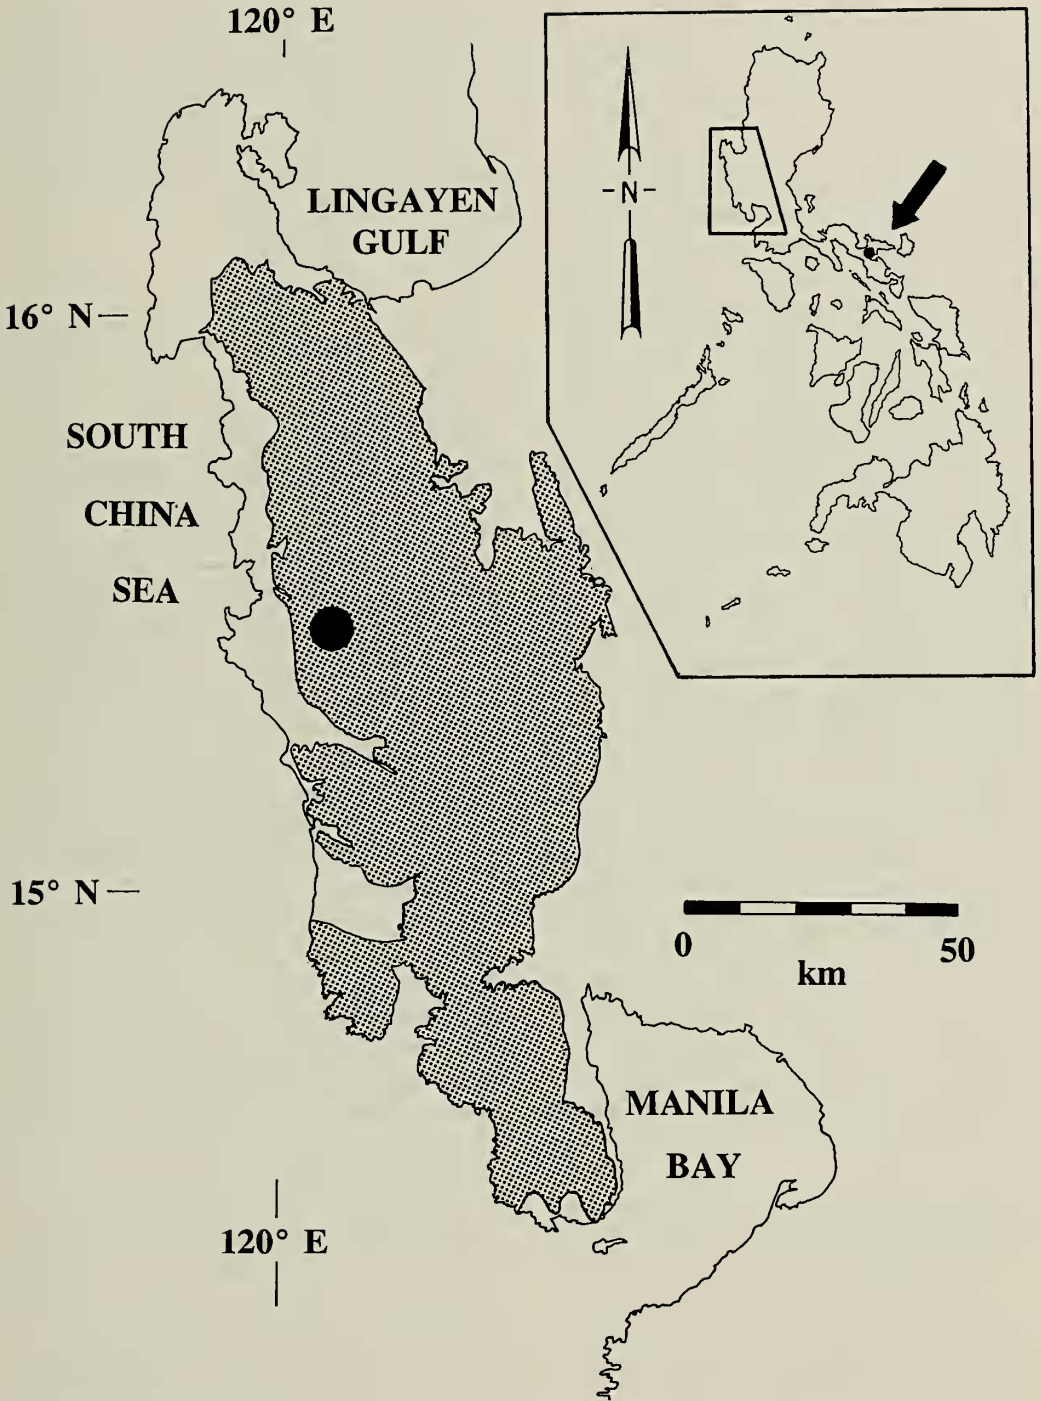 120° E
LINGAYEN
GULF
-N-
16° N
SOUTH
CHINA
SEA
15° N
0 50
km
MANILA
BAY
120° E